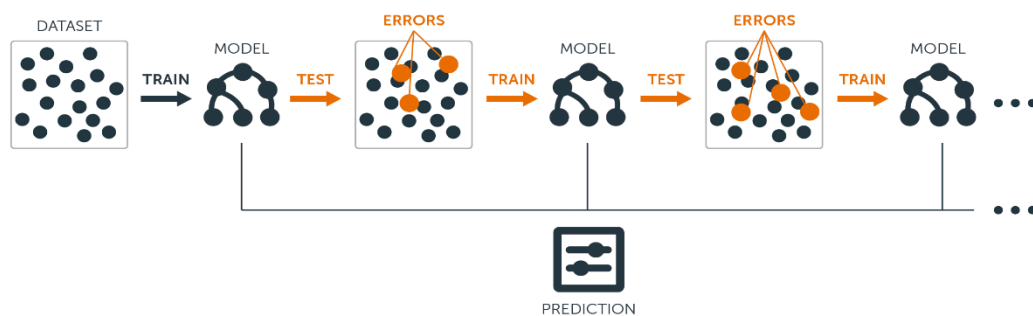 DATASET
MODEL
ERRORS
MODEL
ERRORS
MODEL
TRAIN
TEST
TRAIN
TEST
TRAIN
PREDICTION